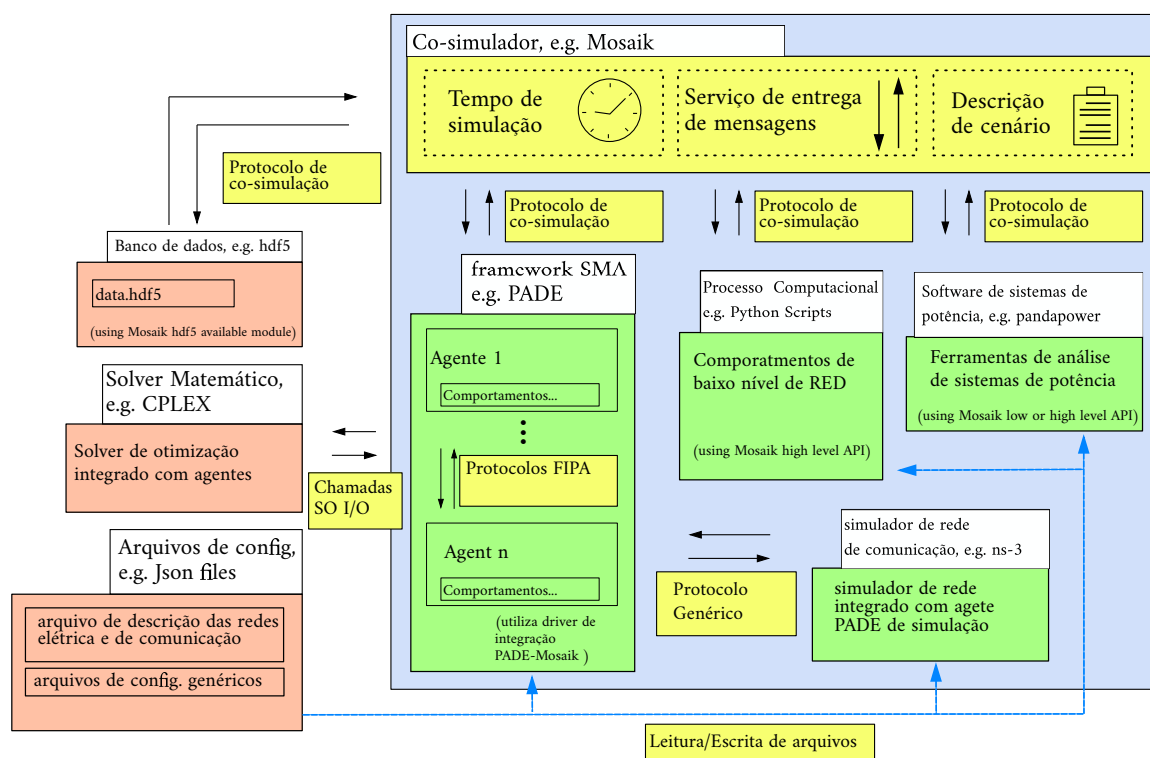 Co-simulador, e.g. Mosaik
Tempo de
simulação
Serviço de entrega
de mensagens
Descrição
de cenário
Protocolo de
co-simulação
Protocolo de
co-simulação
Protocolo de
co-simulação
Protocolo de
co-simulação
Banco de dados, e.g. hdf5
data.hdf5
(using Mosaik hdf5 available module)
Solver Matemático,
e.g. CPLEX
Solver de otimização
integrado com agentes
Chamadas
SO I/O
Arquivos de config,
e.g. Json files
arquivo de descrição das redes
elétrica e de comunicação
arquivos de config. genéricos
framework SMA
e.g. PADE
Agente 1
Comportamentos...
Protocolos FIPA
Agent n
Comportamentos...
(utiliza driver de
integração
PADE-Mosaik )
Processo Computacional
e.g. Python Scripts
Comporatmentos de
baixo nível de RED
(using Mosaik high level API)
Software de sistemas de
potência, e.g. pandapower
Ferramentas de análise
de sistemas de potência
(using Mosaik low or high level API)
Protocolo
Genérico
simulador de rede
de comunicação, e.g. ns-3
simulador de rede
integrado com agete
PADE de simulação
Leitura/Escrita de arquivos